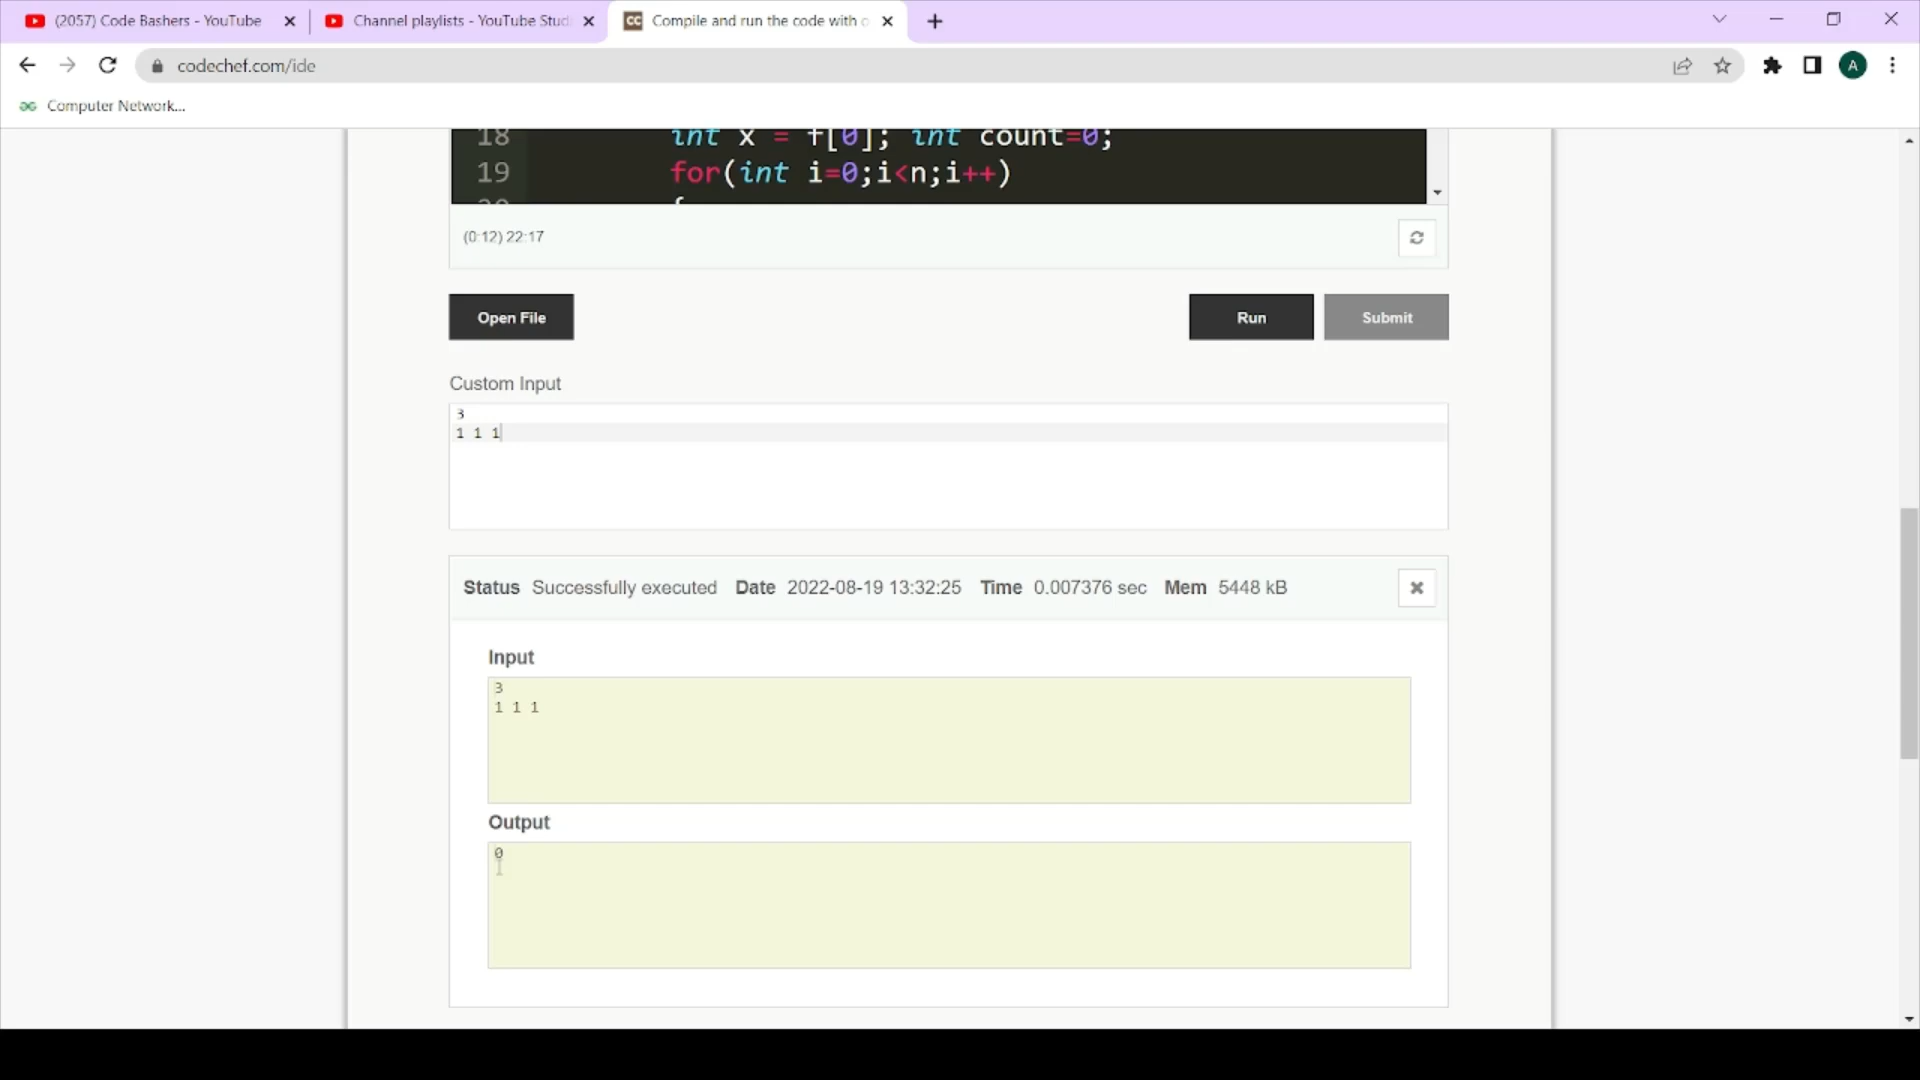 (2057) Code Bashers - YouTube
Channel playlists - YouTube Stud
Compile and run the code with o
codechef.com/ide
A
Computer Network...
18 int x = f[0]; int count=0;
19 for(int i=0;i<n;i++)
20 {
(0:12) 22:17
Open File
Run
Submit
Custom Input
3
1 1 1
Status Successfully executed Date 2022-08-19 13:32:25 Time 0.007376 sec Mem 5448 kB
Input
3
1 1 1
Output
0